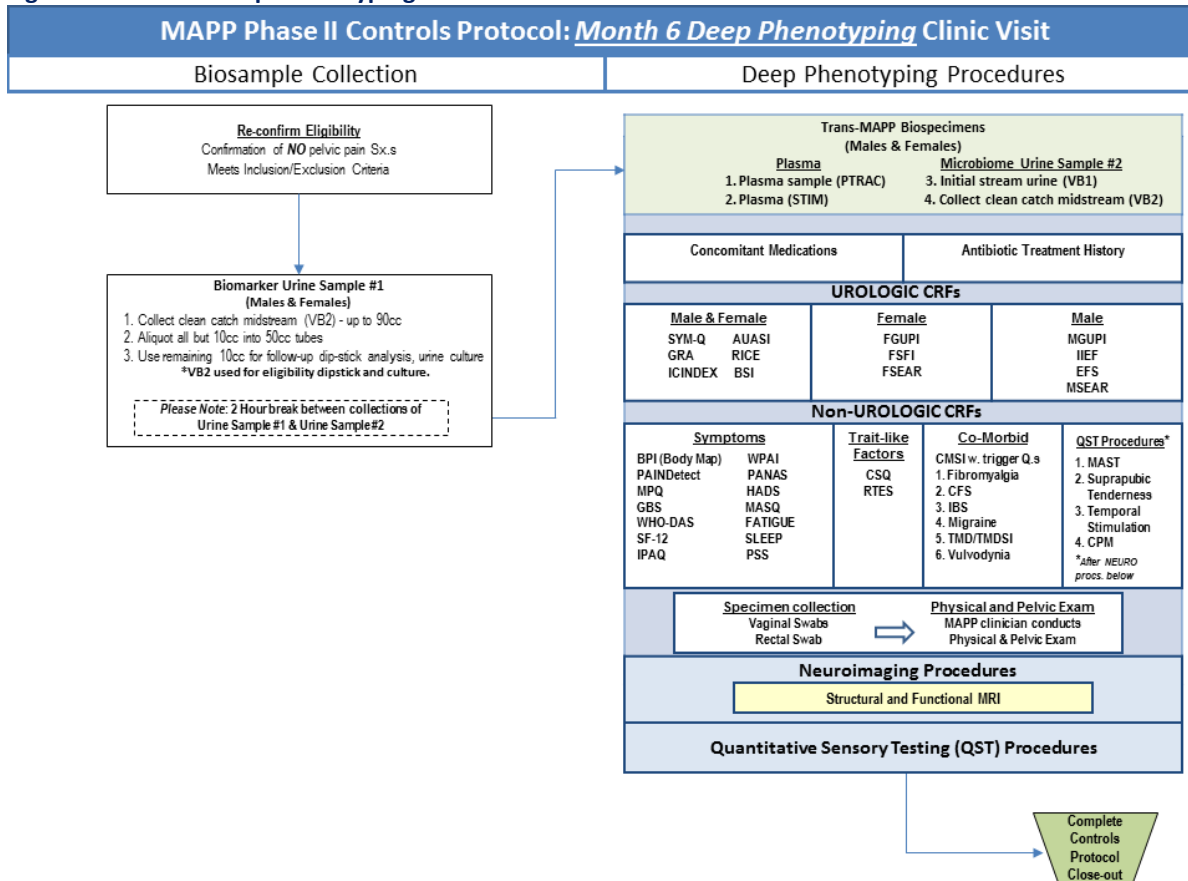 MAPP Phase II Controls Protocol: Month 6 Deep Phenotyping Clinic Visit
Biosample Collection
Deep Phenotyping Procedures
Re-confirm Eligibility
Confirmation of NO pelvic pain Sx.s
Meets Inclusion/Exclusion Criteria
Biomarker Urine Sample #1
(Males & Females)
1. Collect clean catch midstream (VB2) - up to 90cc
2. Aliquot all but 10cc into 50cc tubes
3. Use remaining 10cc for follow-up dip-stick analysis, urine culture
*VB2 used for eligibility dipstick and culture.
Please Note: 2 Hour break between collections of
Urine Sample #1 & Urine Sample #2
Trans-MAPP Biospecimens
(Males & Females)
Plasma
1. Plasma sample (PTRAC)
2. Plasma (STIM)
Microbiome Urine Sample #2
3. Initial stream urine (VB1)
4. Collect clean catch midstream (VB2)
Concomitant Medications
Antibiotic Treatment History
UROLOGIC CRFs
Male & Female
SYM-Q AUASI
GRA RICE
ICINDEX BSI
Female
FGUPI
FSFI
FSEAR
Male
MGUPI
IIEF
EFS
MSEAR
Non-UROLOGIC CRFs
Symptoms
BPI (Body Map) WPAI
PAINDetect PANAS
MPQ HADS
GBS MASQ
WHO-DAS FATIGUE
SF-12 SLEEP
IPAQ PSS
Trait-like
Factors
CSQ
RTES
Co-Morbid
CMSI w. trigger Q.s
1. Fibromyalgia
2. CFS
3. IBS
4. Migraine
5. TMD/TMDSI
6. Vulvodynia
QST Procedures*
1. MAST
2. Suprapubic
Tenderness
3. Temporal
Stimulation
4. CPM
*After NEURO
procs. below
Specimen collection
Vaginal Swabs
Rectal Swab
Physical and Pelvic Exam
MAPP clinician conducts
Physical & Pelvic Exam
Neuroimaging Procedures
Structural and Functional MRI
Quantitative Sensory Testing (QST) Procedures
Complete
Controls
Protocol
Close-out